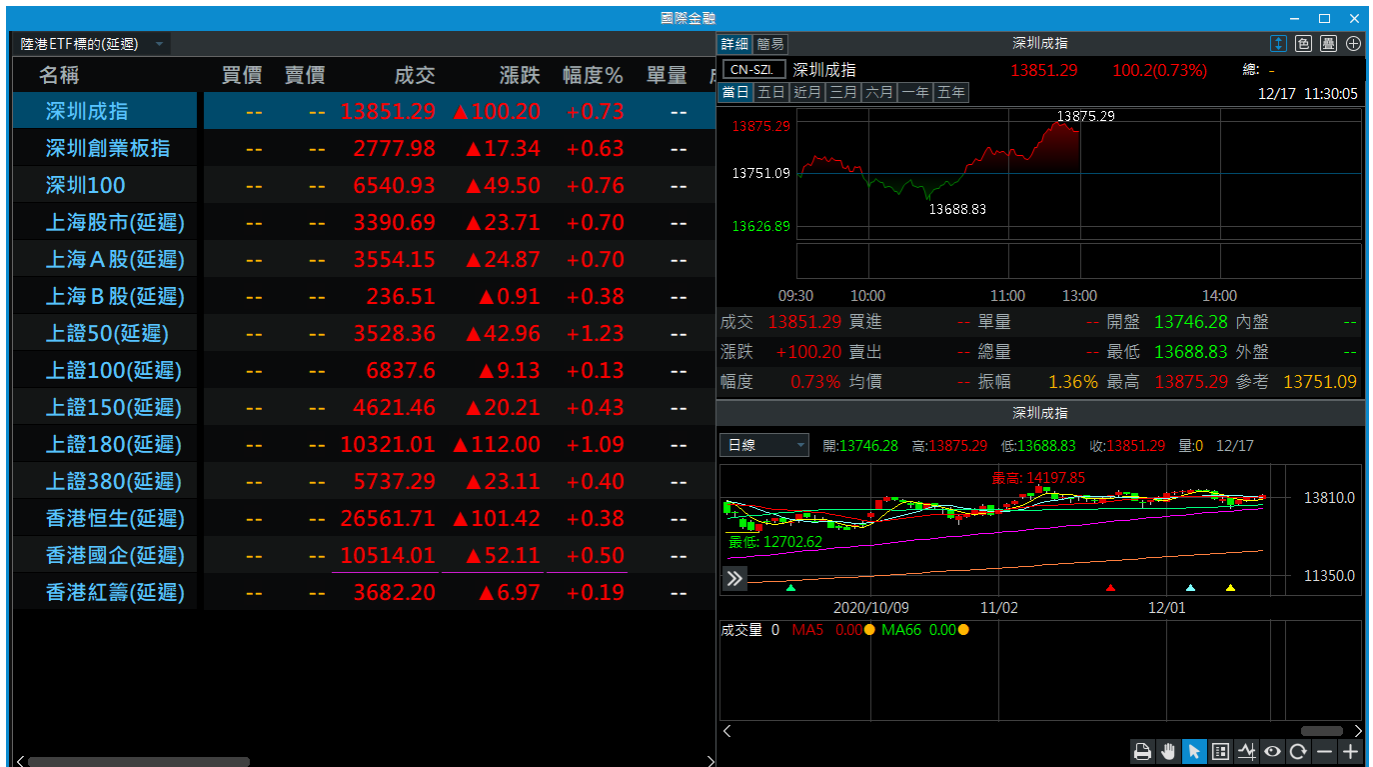 國際金融
陸港ETF標的(延遲)
名稱 買價 賣價 成交 漲跌 幅度% 單量
深圳成指 -- -- 13851.29 ▲100.20 +0.73 --
深圳創業板指 -- -- 2777.98 ▲17.34 +0.63 --
深圳100 -- -- 6540.93 ▲49.50 +0.76 --
上海股市(延遲) -- -- 3390.69 ▲23.71 +0.70 --
上海A股(延遲) -- -- 3554.15 ▲24.87 +0.70 --
上海B股(延遲) -- -- 236.51 ▲0.91 +0.38 --
上證50(延遲) -- -- 3528.36 ▲42.96 +1.23 --
上證100(延遲) -- -- 6837.6 ▲9.13 +0.13 --
上證150(延遲) -- -- 4621.46 ▲20.21 +0.43 --
上證180(延遲) -- -- 10321.01 ▲112.00 +1.09 --
上證380(延遲) -- -- 5737.29 ▲23.11 +0.40 --
香港恒生(延遲) -- -- 26561.71 ▲101.42 +0.38 --
香港國企(延遲) -- -- 10514.01 ▲52.11 +0.50 --
香港紅籌(延遲) -- -- 3682.20 ▲6.97 +0.19 --
詳細 簡易 深圳成指 色 疊
CN-SZI. 深圳成指 13851.29 100.2(0.73%) 總: -
當日 五日 近月 三月 六月 一年 五年 12/17 11:30:05
13875.29
13875.29
13751.09
13688.83
13626.89
09:30 10:00 11:00 13:00 14:00
成交 13851.29 買進 -- 單量 -- 開盤 13746.28 內盤 --
漲跌 +100.20 賣出 -- 總量 -- 最低 13688.83 外盤 --
幅度 0.73% 均價 -- 振幅 1.36% 最高 13875.29 參考 13751.09
深圳成指
日線 開:13746.28 高:13875.29 低:13688.83 收:13851.29 量:0 12/17
最高: 14197.85
13810.0
最低: 12702.62
11350.0
2020/10/09 11/02 12/01
成交量 0 MA5 0.00 MA66 0.00